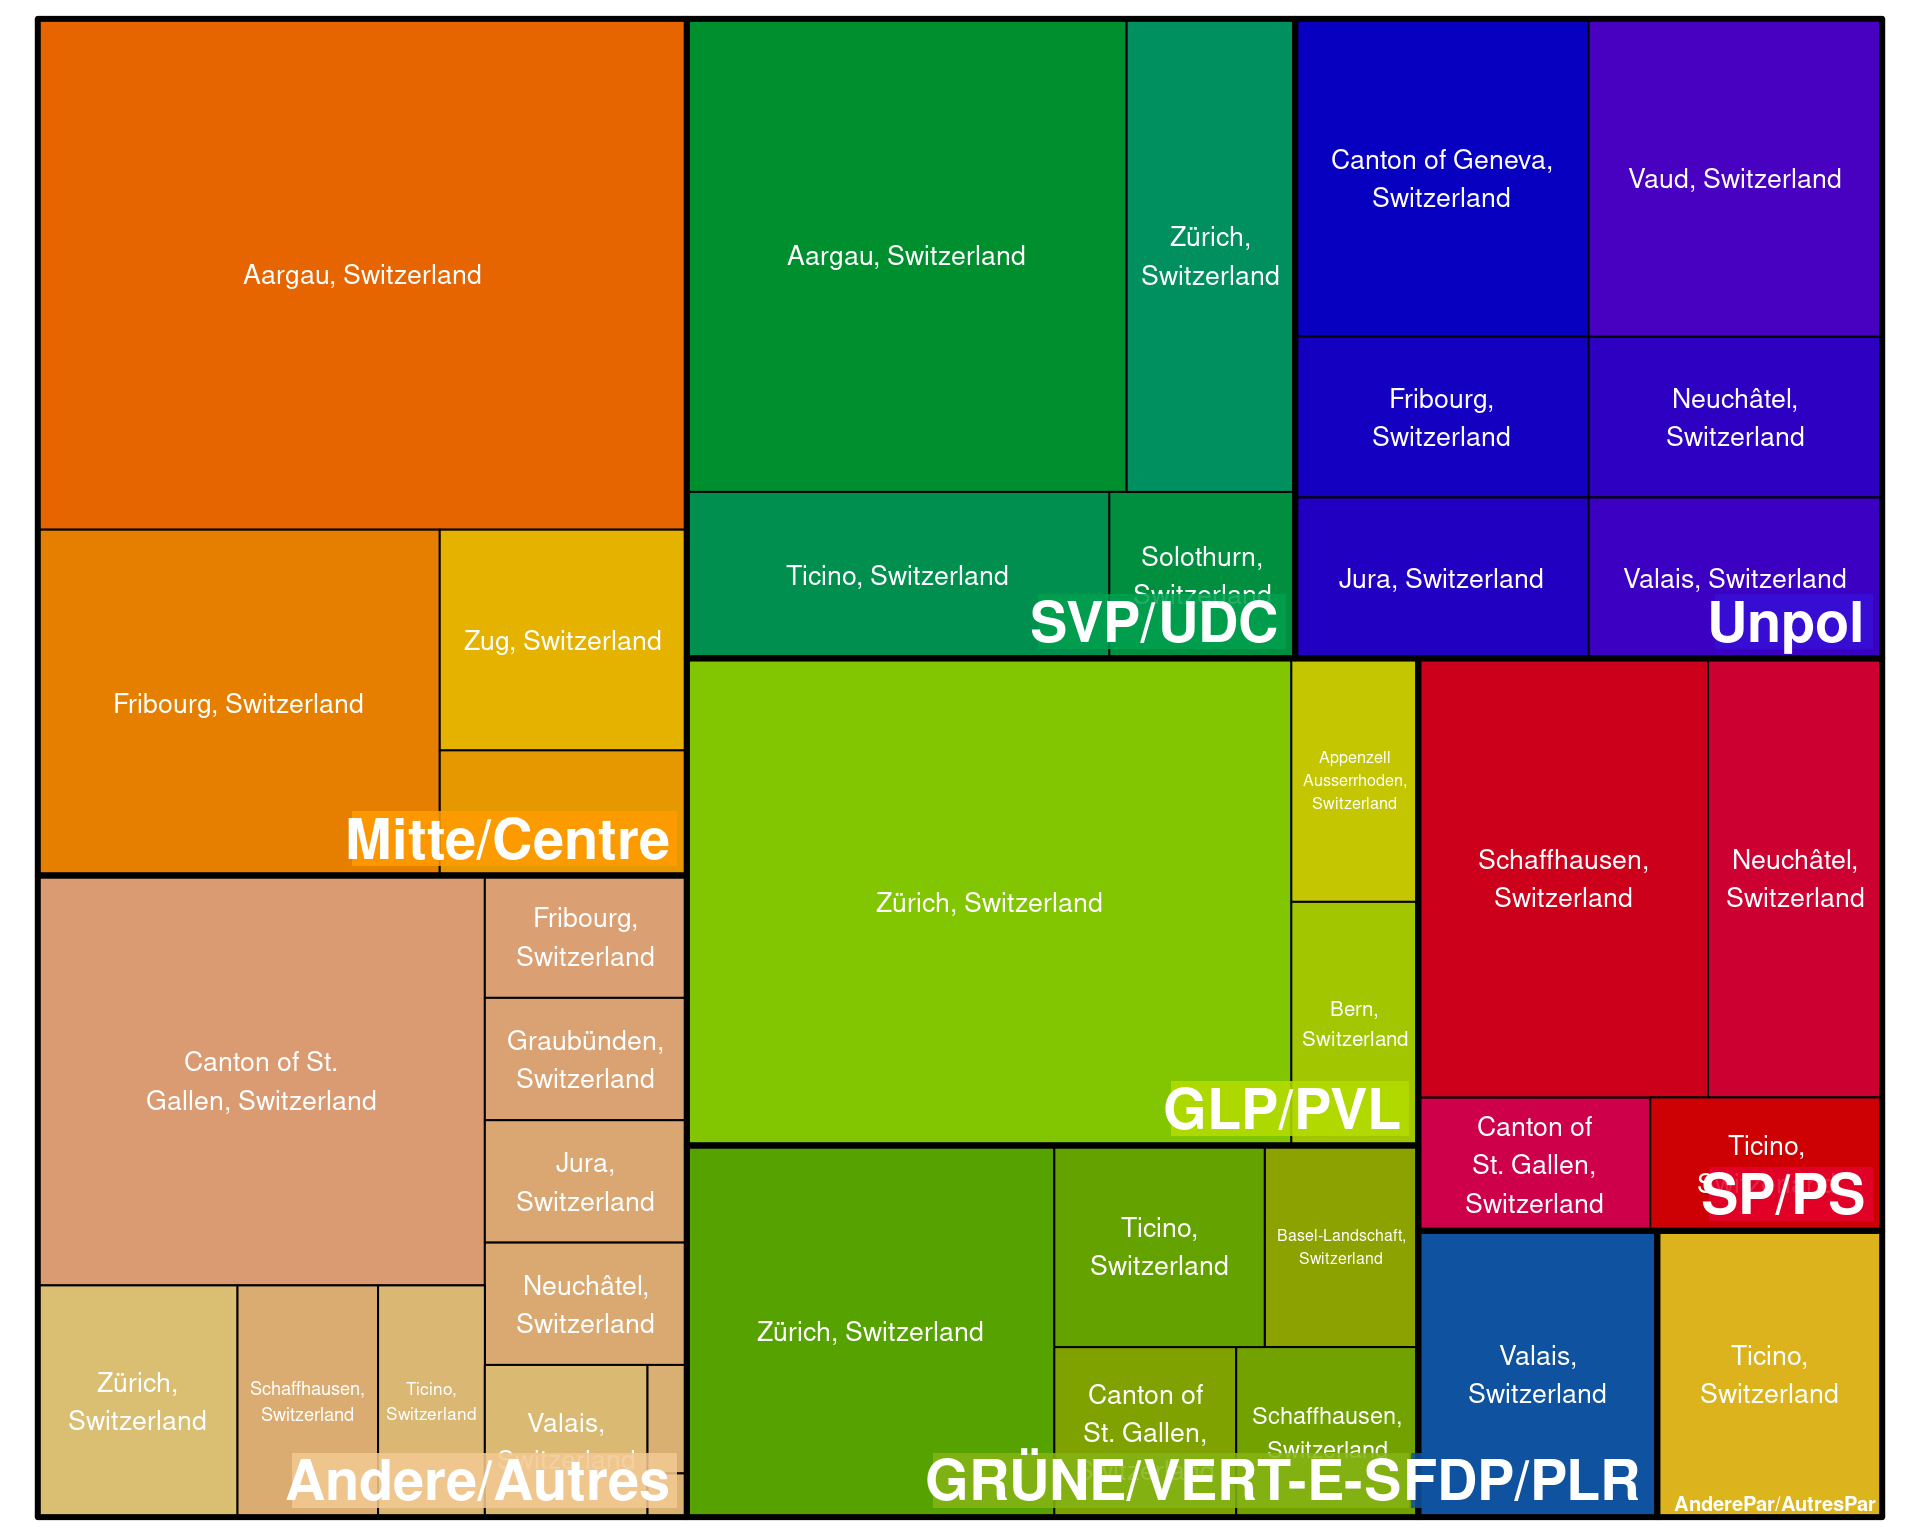 Aargau, Switzerland
Fribourg, Switzerland
Zug, Switzerland
Mitte/Centre
Canton of St.
Gallen, Switzerland
Fribourg,
Switzerland
Graubünden,
Switzerland
Jura,
Switzerland
Neuchâtel,
Switzerland
Zürich,
Switzerland
Schaffhausen,
Switzerland
Ticino,
Switzerland
Valais,
Switzerland
Andere/Autres
Aargau, Switzerland
Zürich,
Switzerland
Ticino, Switzerland
Solothurn,
Switzerland
SVP/UDC
Canton of Geneva,
Switzerland
Vaud, Switzerland
Fribourg,
Switzerland
Neuchâtel,
Switzerland
Jura, Switzerland
Valais, Switzerland
Unpol
Zürich, Switzerland
Appenzell
Ausserrhoden,
Switzerland
Bern,
Switzerland
GLP/PVL
Schaffhausen,
Switzerland
Neuchâtel,
Switzerland
Canton of
St. Gallen,
Switzerland
Ticino,
SP/PS
Zürich, Switzerland
Ticino,
Switzerland
Basel-Landschaft,
Switzerland
Canton of
St. Gallen,
Switzerland
Schaffhausen,
Switzerland
GRÜNE/VERT-E-S
Valais,
Switzerland
FDP/PLR
Ticino,
Switzerland
AnderePar/AutresPar